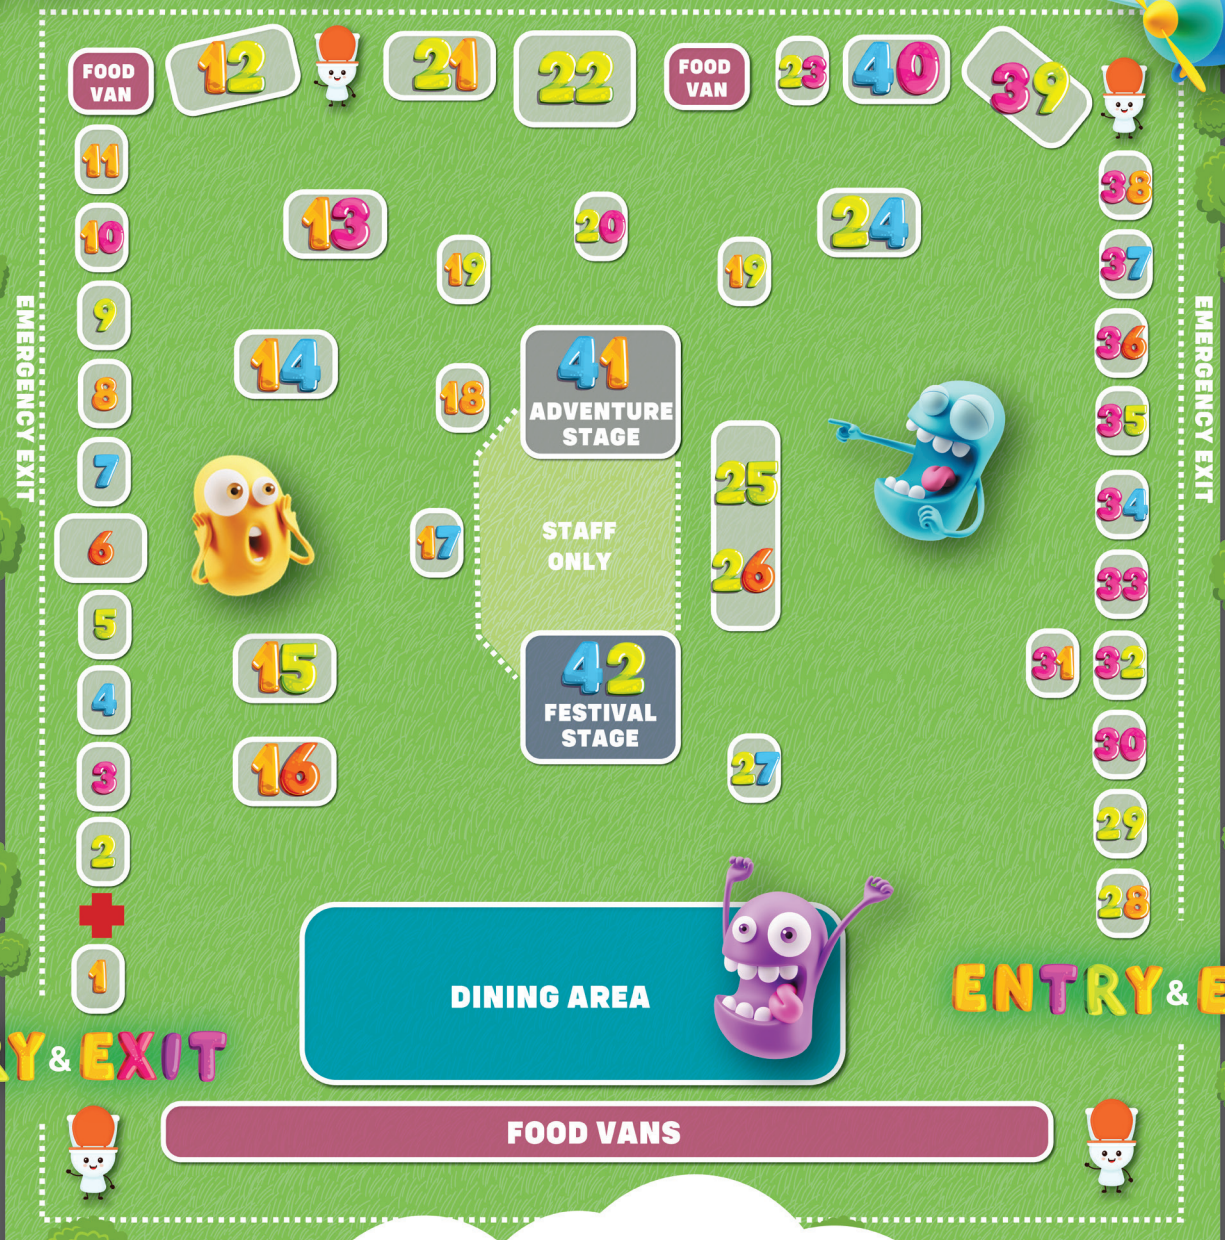 FOOD
VAN
12
21
22
FOOD
VAN
23
40
39
11
38
10
13
20
24
37
19
19
9
36
EMERGENCY EXIT
EMERGENCY EXIT
14
41
ADVENTURE
STAGE
8
18
35
7
25
34
6
17
STAFF
ONLY
26
33
5
15
42
FESTIVAL
STAGE
31
32
4
3
16
27
30
2
29
28
1
DINING AREA
ENTRY & E
Y & EXIT
FOOD VANS